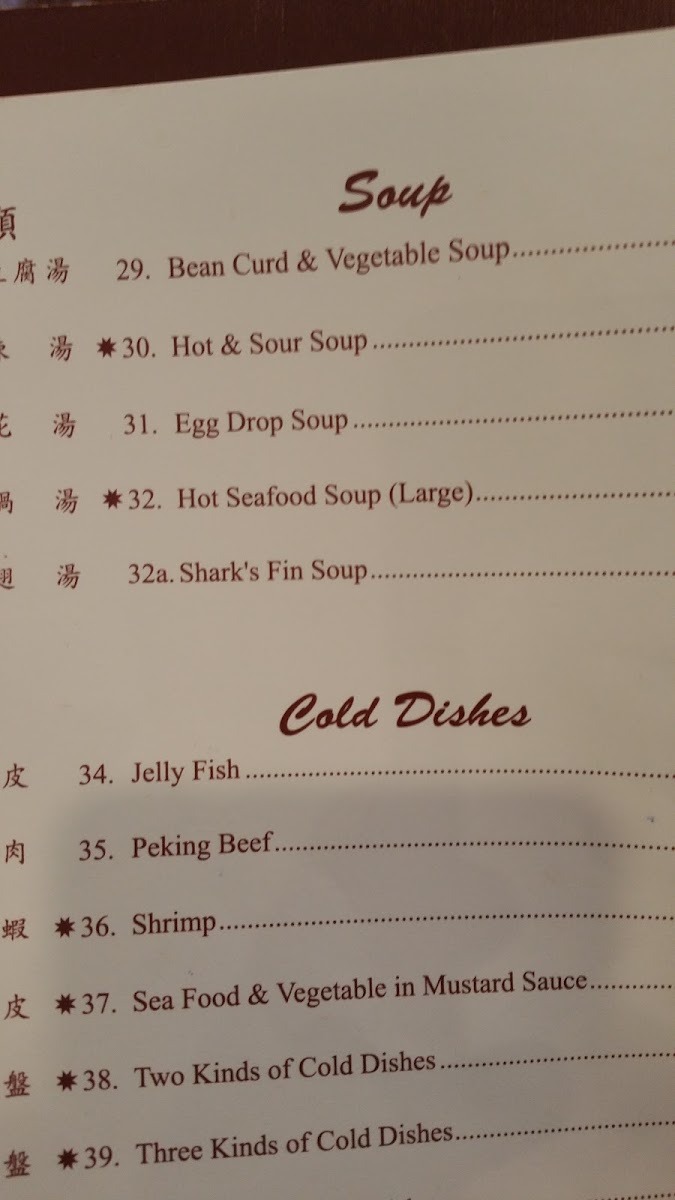 Soup
腐湯 29. Bean Curd & Vegetable Soup
湯 ✷30. Hot & Sour Soup
湯 31. Egg Drop Soup
湯 ✷32. Hot Seafood Soup (Large)
湯 32a. Shark's Fin Soup
Cold Dishes
皮 34. Jelly Fish
肉 35. Peking Beef
蝦 ✷36. Shrimp
皮 ✷37. Sea Food & Vegetable in Mustard Sauce
盤 ✷38. Two Kinds of Cold Dishes
盤 ✷39. Three Kinds of Cold Dishes